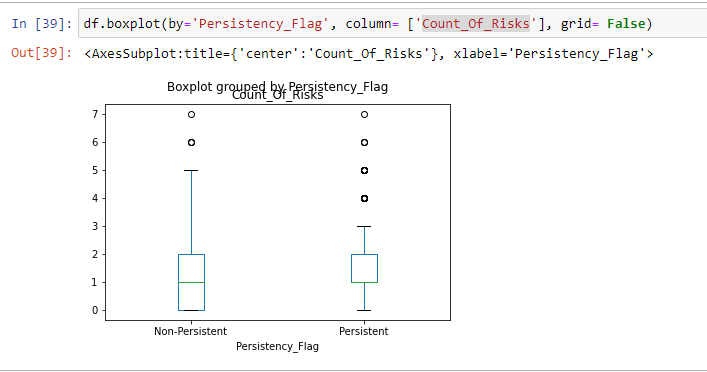 In [39]: df.boxplot(by='Persistency_Flag', column= ['Count_Of_Risks'], grid= False)
Out[39]: <AxesSubplot:title={'center':'Count_Of_Risks'}, xlabel='Persistency_Flag'>
Boxplot grouped by Persistency_Flag
Count_Of_Risks
7
6
5
4
3
2
1
0
Non-Persistent Persistent
Persistency_Flag